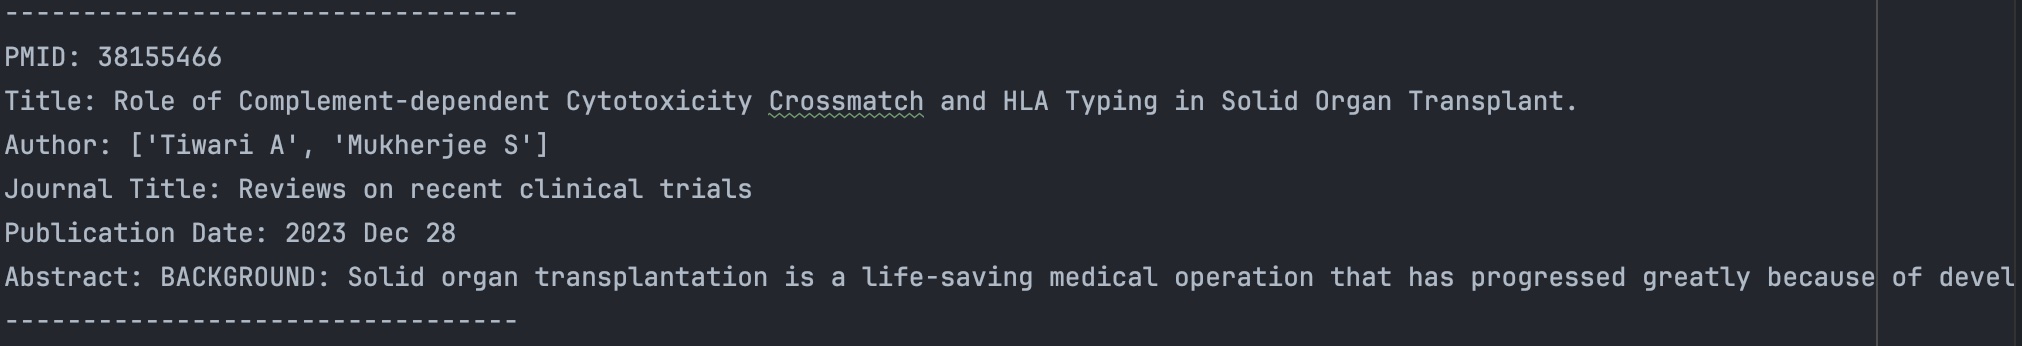 ---------------------------------
PMID: 38155466
Title: Role of Complement-dependent Cytotoxicity Crossmatch and HLA Typing in Solid Organ Transplant.
Author: ['Tiwari A', 'Mukherjee S']
Journal Title: Reviews on recent clinical trials
Publication Date: 2023 Dec 28
Abstract: BACKGROUND: Solid organ transplantation is a life-saving medical operation that has progressed greatly because of devel
---------------------------------